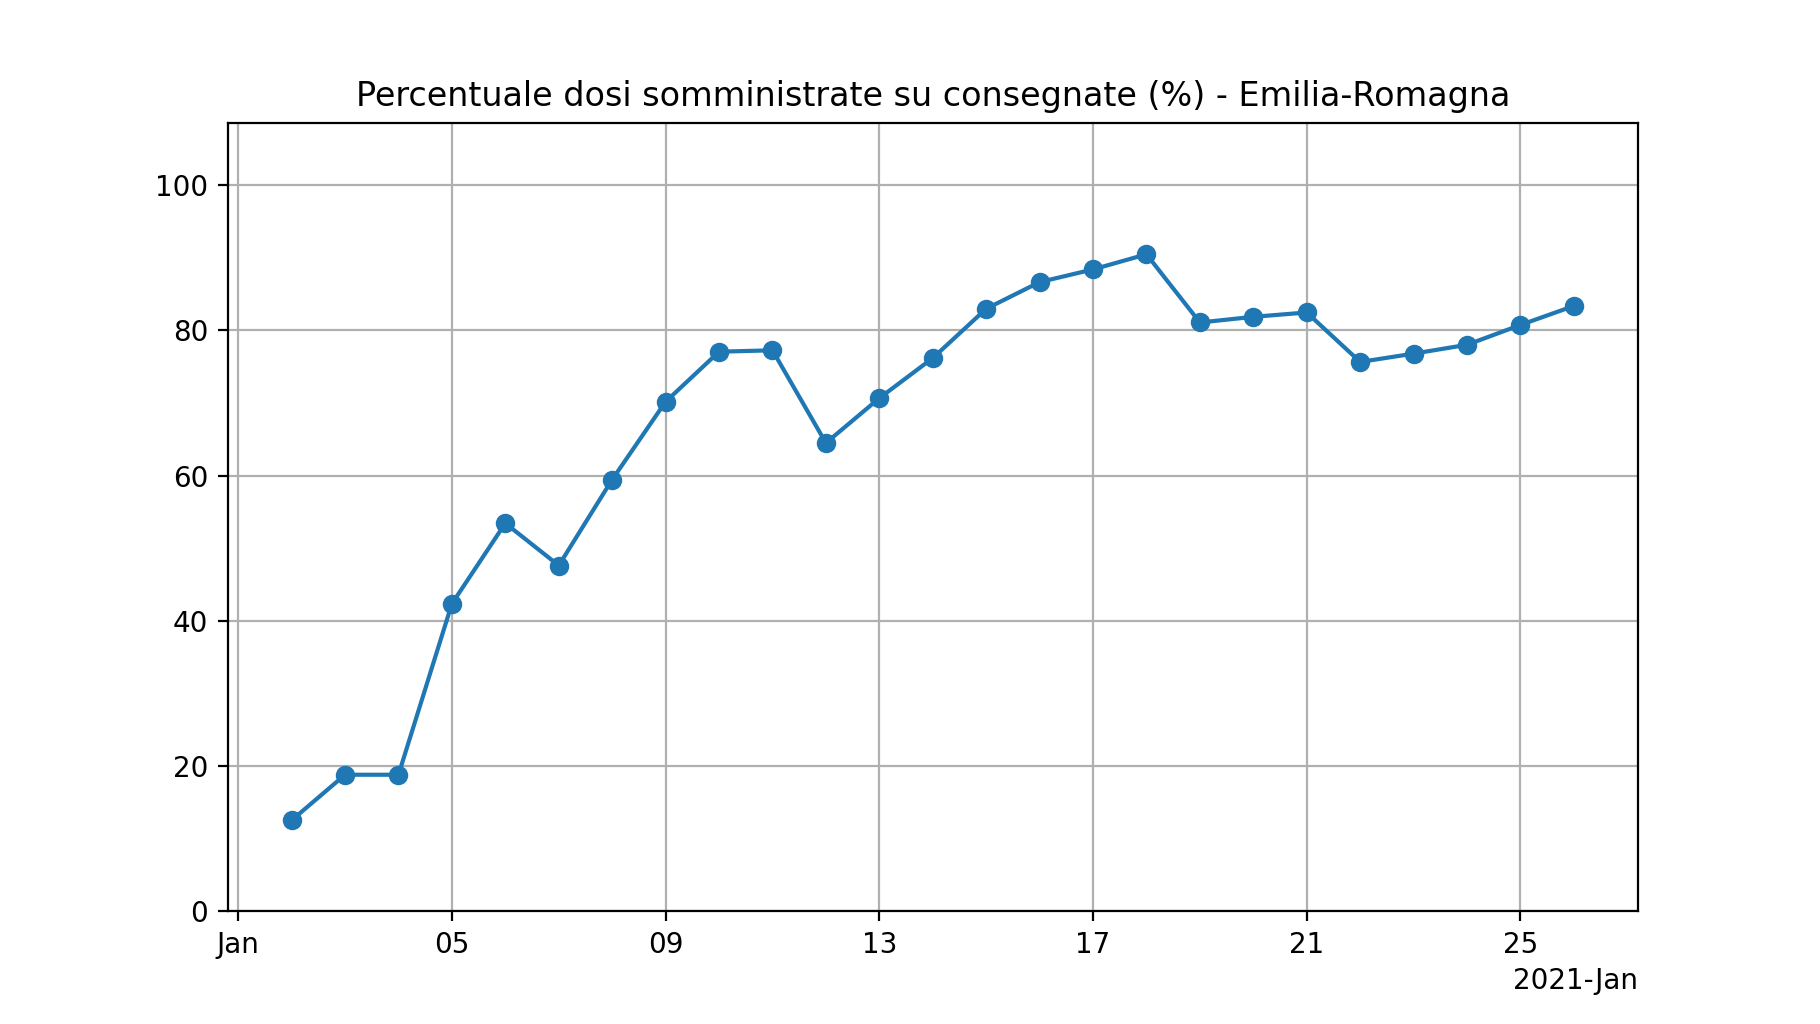 Percentuale dosi somministrate su consegnate (%) - Emilia-Romagna
100
80
60
40
20
0
Jan 05 09 13 17 21 25
2021-Jan